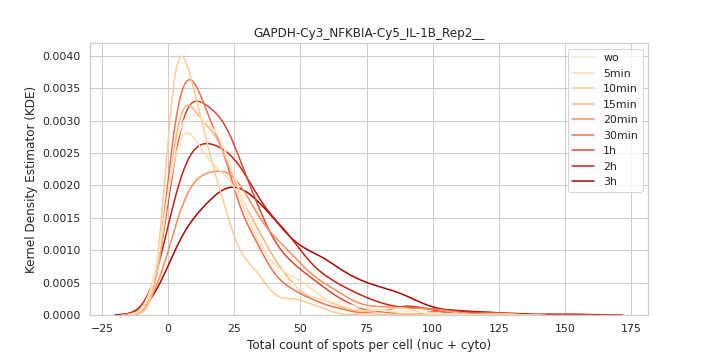 GAPDH-Cy3_NFKBIA-Cy5_IL-1B_Rep2__
Kernel Density Estimator (KDE)
0.0040
0.0035
0.0030
0.0025
0.0020
0.0015
0.0010
0.0005
0.0000
wo
5min
10min
15min
20min
30min
1h
2h
3h
−25 0 25 50 75 100 125 150 175
Total count of spots per cell (nuc + cyto)